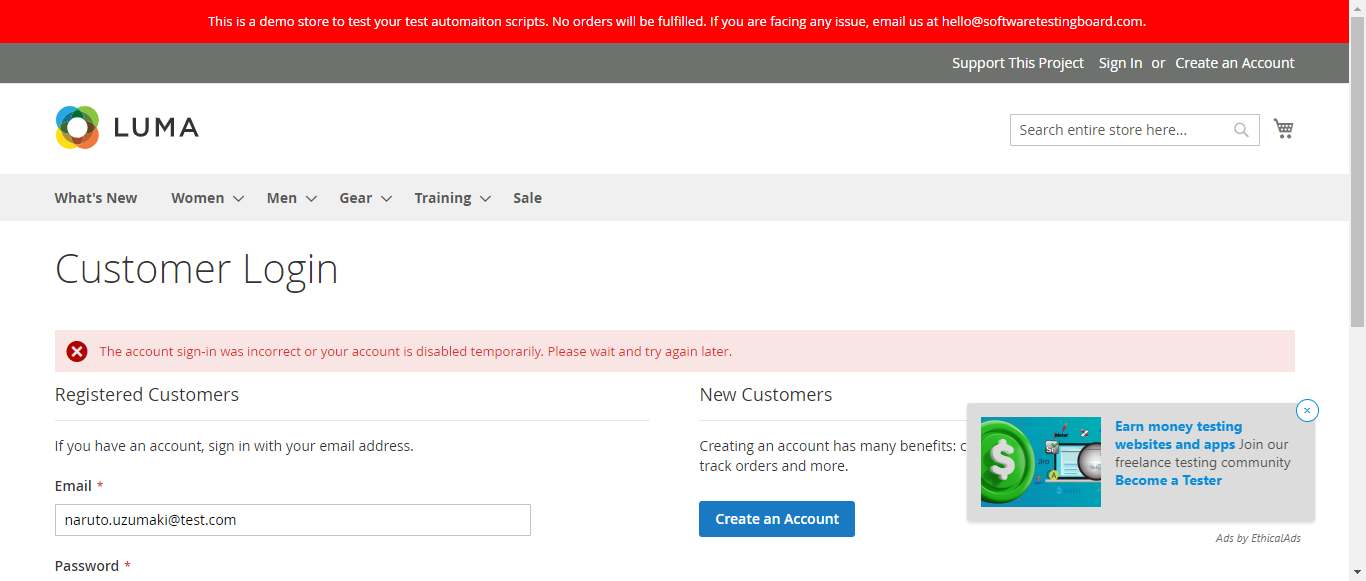 This is a demo store to test your test automaiton scripts. No orders will be fulfilled. If you are facing any issue, email us at hello@softwaretestingboard.com.
Support This Project Sign In or Create an Account
LUMA
Search entire store here...
What's New Women Men Gear Training Sale
Customer Login
The account sign-in was incorrect or your account is disabled temporarily. Please wait and try again later.
Registered Customers
If you have an account, sign in with your email address.
Email *
naruto.uzumaki@test.com
Password *
New Customers
Creating an account has many benefits:
track orders and more.
Create an Account
Earn money testing
websites and apps Join our
freelance testing community
Become a Tester
Ads by EthicalAds